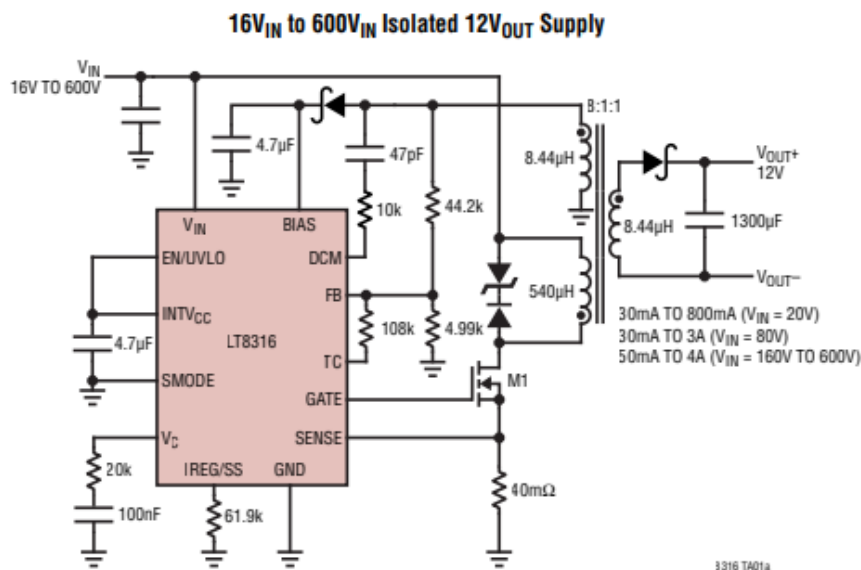 16VIN to 600VIN Isolated 12VOUT Supply
VIN
16V TO 600V
8:1:1
4.7µF
47pF
8.44µH
VOUT+
12V
10k
44.2k
8.44µH
1300µF
VIN
BIAS
EN/UVLO
DCM
FB
VOUT–
540µH
INTVCC
LT8316
108k
4.99k
4.7µF
30mA TO 800mA (VIN = 20V)
30mA TO 3A (VIN = 80V)
50mA TO 4A (VIN = 160V TO 600V)
SMODE
TC
M1
GATE
VC
SENSE
20k
IREG/SS
GND
40mΩ
100nF
61.9k
8316 TA01a